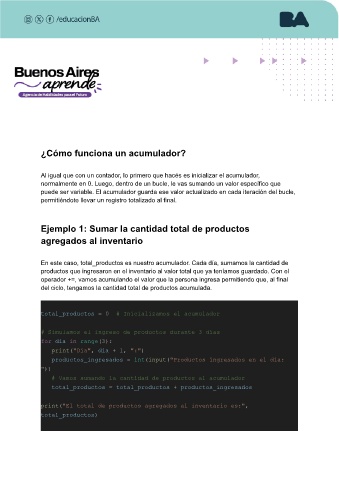 /educacionBA
BA
Buenos Aires
aprende
Agencia de Habilidades para el Futuro
¿Cómo funciona un acumulador?
Al igual que con un contador, lo primero que hacés es inicializar el acumulador,
normalmente en 0. Luego, dentro de un bucle, le vas sumando un valor específico que
puede ser variable. El acumulador guarda ese valor actualizado en cada iteración del bucle,
permitiéndote llevar un registro totalizado al final.
Ejemplo 1: Sumar la cantidad total de productos
agregados al inventario
En este caso, total_productos es nuestro acumulador. Cada día, sumamos la cantidad de
productos que ingresaron en el inventario al valor total que ya teníamos guardado. Con el
operador +=, vamos acumulando el valor que la persona ingresa permitiendo que, al final
del ciclo, tengamos la cantidad total de productos acumulada.
total_productos = 0 # Inicializamos el acumulador
# Simulamos el ingreso de productos durante 3 días
for dia in range(3):
print("Día", dia + 1, ":")
productos_ingresados = int(input("Productos ingresados en el día:
"))
# Vamos sumando la cantidad de productos al acumulador
total_productos = total_productos + productos_ingresados
print("El total de productos agregados al inventario es:",
total_productos)